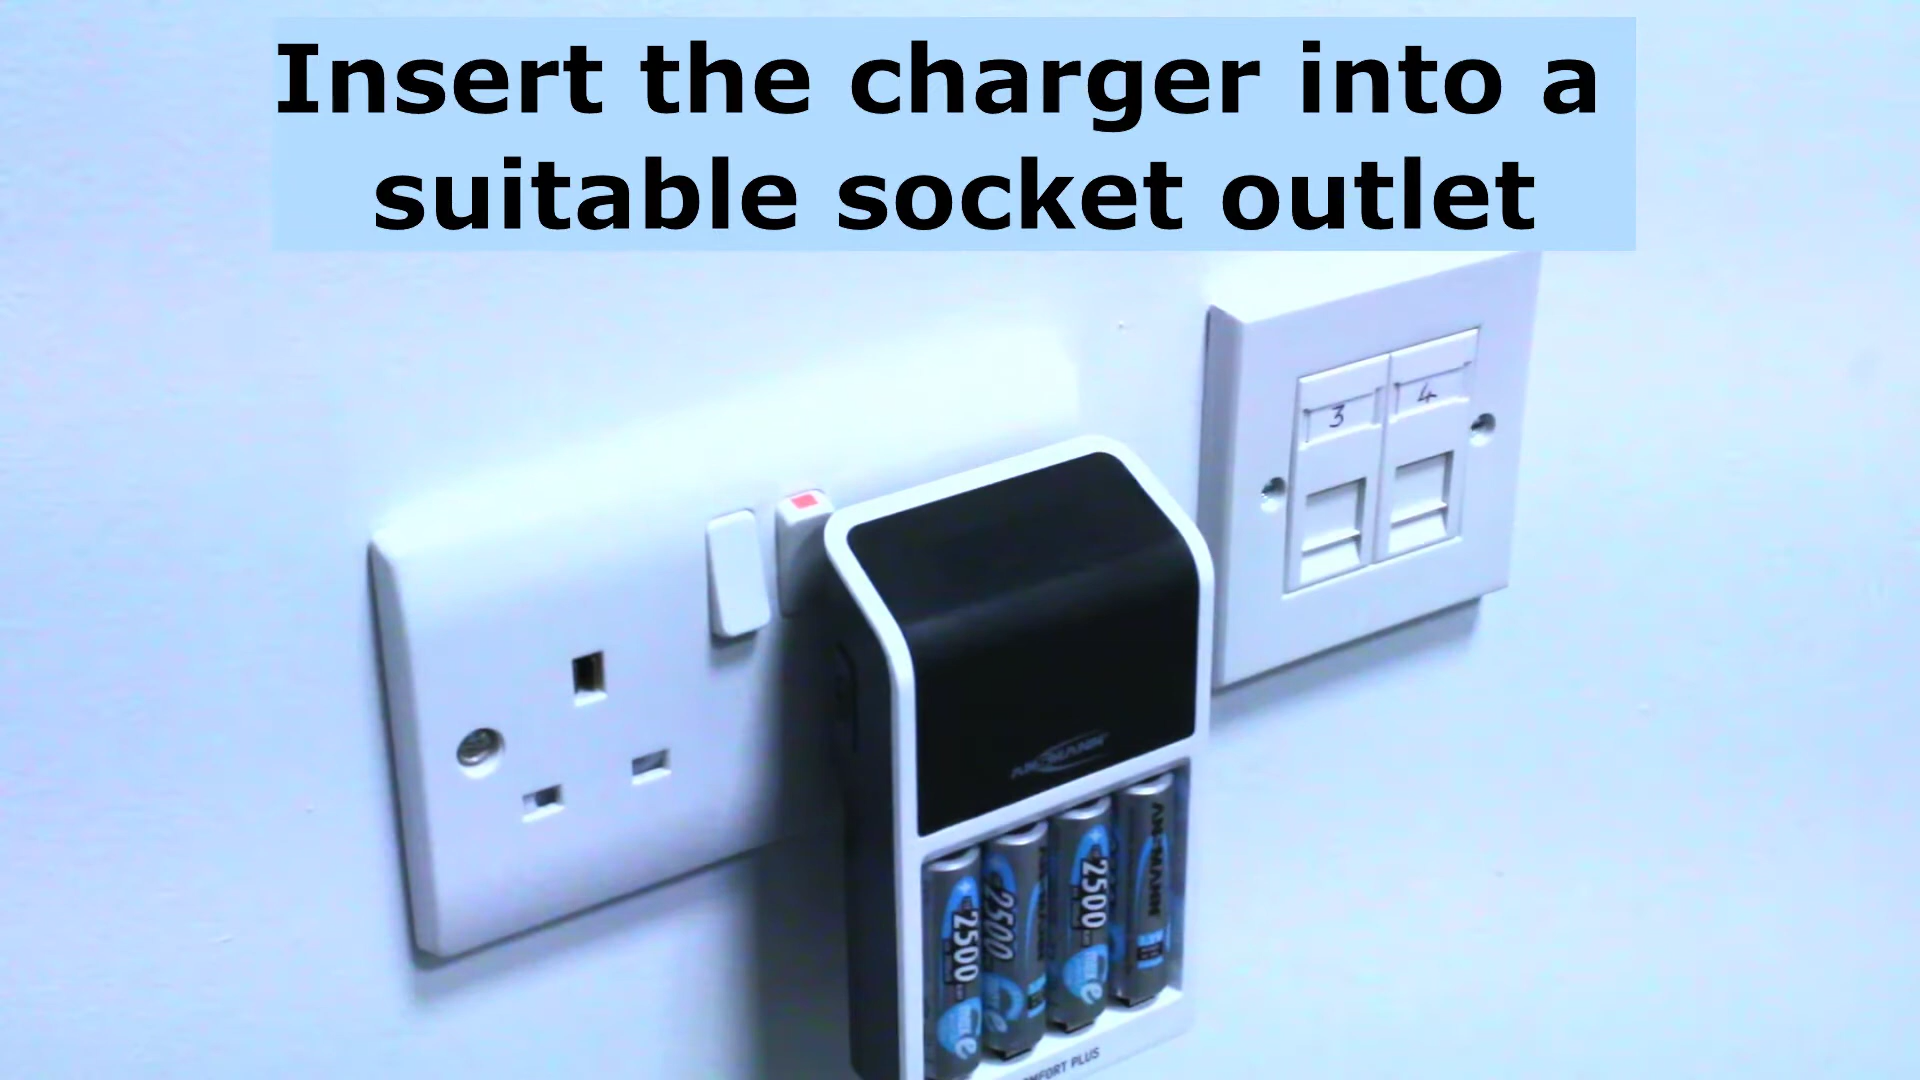 Insert the charger into a
suitable socket outlet
3
4
ANSMANN
2500
2500
2500
ANSMANN
COMFORT PLUS